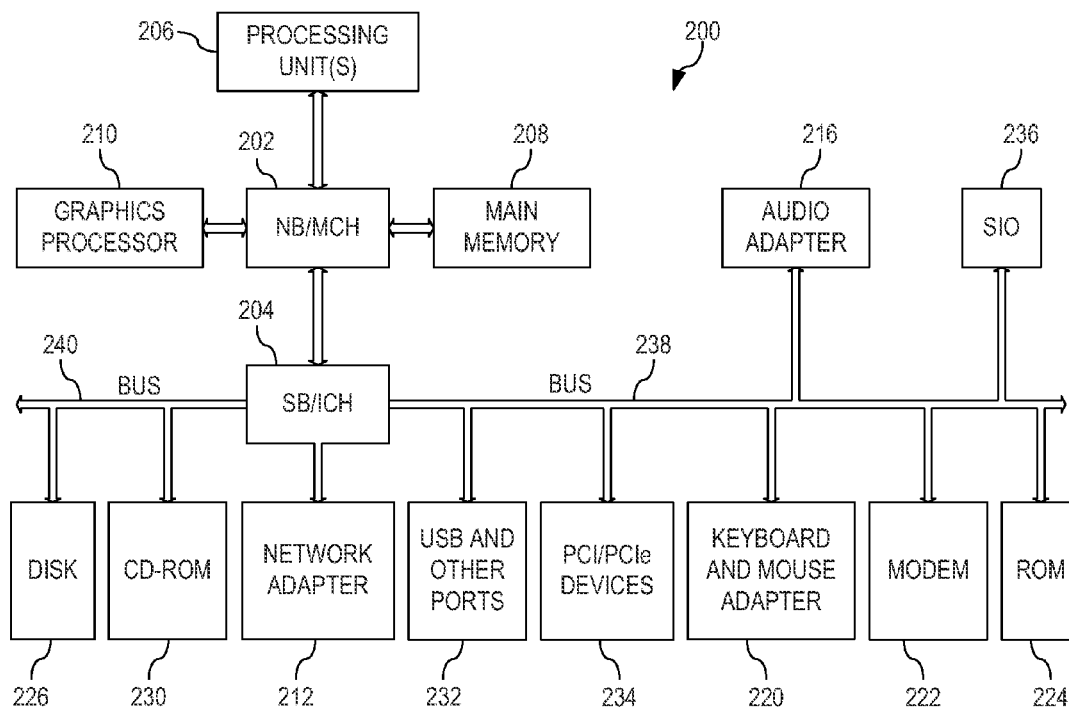 206
PROCESSING
UNIT(S)
200
210
202
208
216
236
GRAPHICS
PROCESSOR
NB/MCH
MAIN
MEMORY
AUDIO
ADAPTER
SIO
204
240
238
BUS
SB/ICH
BUS
DISK
CD-ROM
NETWORK
ADAPTER
USB AND
OTHER
PORTS
PCI/PCIe
DEVICES
KEYBOARD
AND MOUSE
ADAPTER
MODEM
ROM
226
230
212
232
234
220
222
224